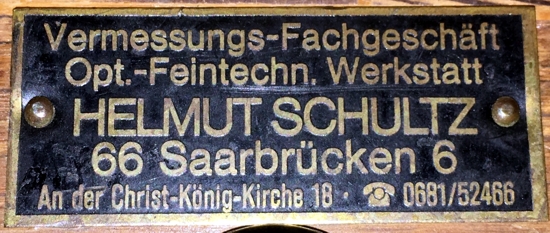 Vermessungs-Fachgeschäft
Opt.-Feintechn. Werkstatt
HELMUT SCHULTZ
66 Saarbrücken 6
An der Christ-König-Kirche 18 · ☎ 0681/52466